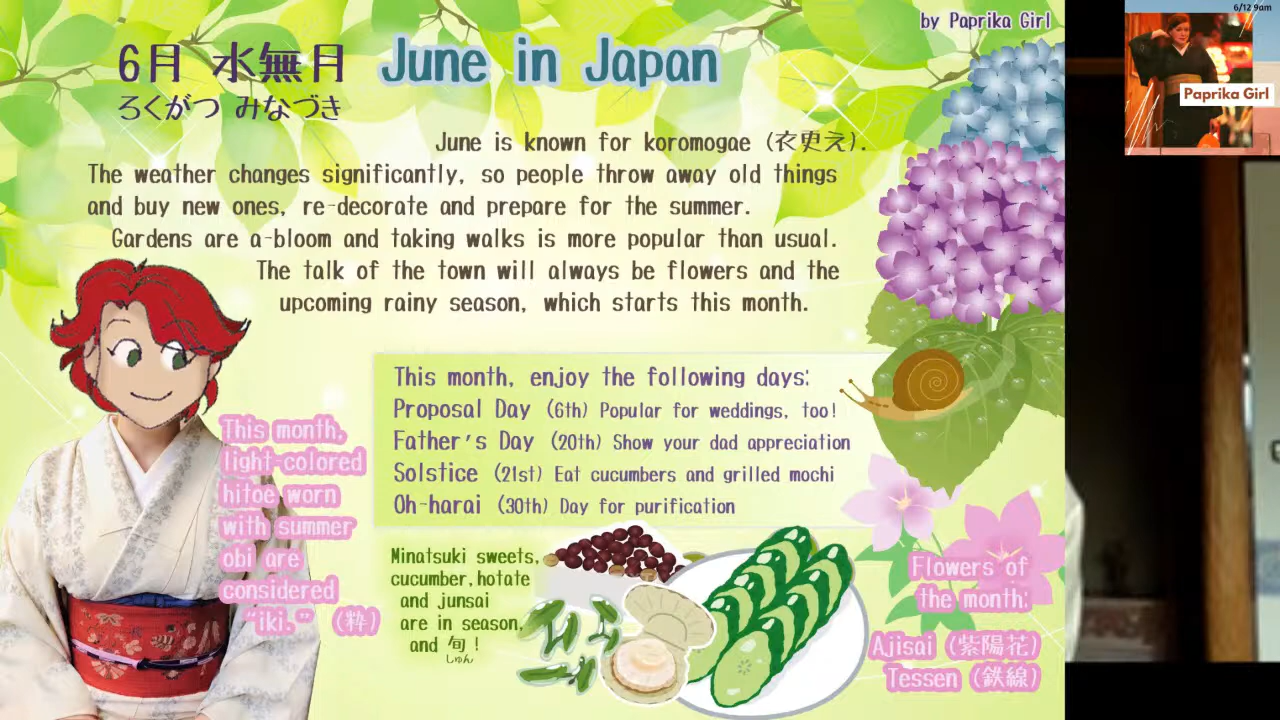 6/12 9am
by Paprika Girl
Paprika Girl
6月 水無月 June in Japan
ろくがつ みなづき
June is known for koromogae (衣更え).
The weather changes significantly, so people throw away old things
and buy new ones, re-decorate and prepare for the summer.
Gardens are a-bloom and taking walks is more popular than usual.
The talk of the town will always be flowers and the
upcoming rainy season, which starts this month.
This month, enjoy the following days:
Proposal Day (6th) Popular for weddings, too!
Father's Day (20th) Show your dad appreciation
Solstice (21st) Eat cucumbers and grilled mochi
Oh-harai (30th) Day for purification
This month,
light-colored
hitoe worn
with summer
obi are
considered
"iki." (粋)
Minatsuki sweets,
cucumber, hotate
and junsai
are in season,
and 旬!
しゅん
Flowers of
the month:
Ajisai (紫陽花)
Tessen (鉄線)